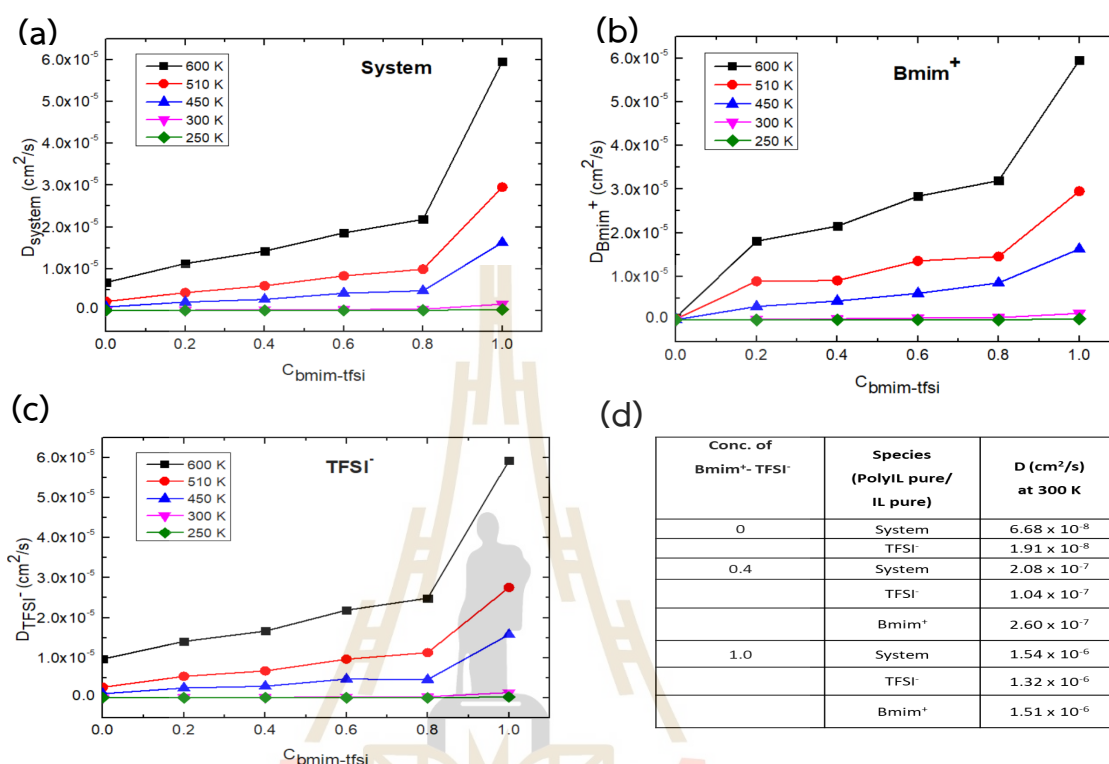 (a)
System
600 K
510 K
450 K
300 K
250 K
D system (cm²/s)
6.0x10⁻⁵
5.0x10⁻⁵
4.0x10⁻⁵
3.0x10⁻⁵
2.0x10⁻⁵
1.0x10⁻⁵
0.0
0.0 0.2 0.4 0.6 0.8 1.0
C bmim-tfsi
(b)
Bmim⁺
600 K
510 K
450 K
300 K
250 K
D Bmim⁺ (cm²/s)
6.0x10⁻⁵
5.0x10⁻⁵
4.0x10⁻⁵
3.0x10⁻⁵
2.0x10⁻⁵
1.0x10⁻⁵
0.0
0.0 0.2 0.4 0.6 0.8 1.0
C bmim-tfsi
(c)
TFSI⁻
600 K
510 K
450 K
300 K
250 K
D TFSI⁻ (cm²/s)
6.0x10⁻⁵
5.0x10⁻⁵
4.0x10⁻⁵
3.0x10⁻⁵
2.0x10⁻⁵
1.0x10⁻⁵
0.0
0.0 0.2 0.4 0.6 0.8 1.0
C bmim-tfsi
(d)
Conc. of
Bmim⁺- TFSI⁻
Species
(PolyIL pure/
IL pure)
D (cm²/s)
at 300 K
0 System 6.68 x 10⁻⁸
TFSI⁻ 1.91 x 10⁻⁸
0.4 System 2.08 x 10⁻⁷
TFSI⁻ 1.04 x 10⁻⁷
Bmim⁺ 2.60 x 10⁻⁷
1.0 System 1.54 x 10⁻⁶
TFSI⁻ 1.32 x 10⁻⁶
Bmim⁺ 1.51 x 10⁻⁶